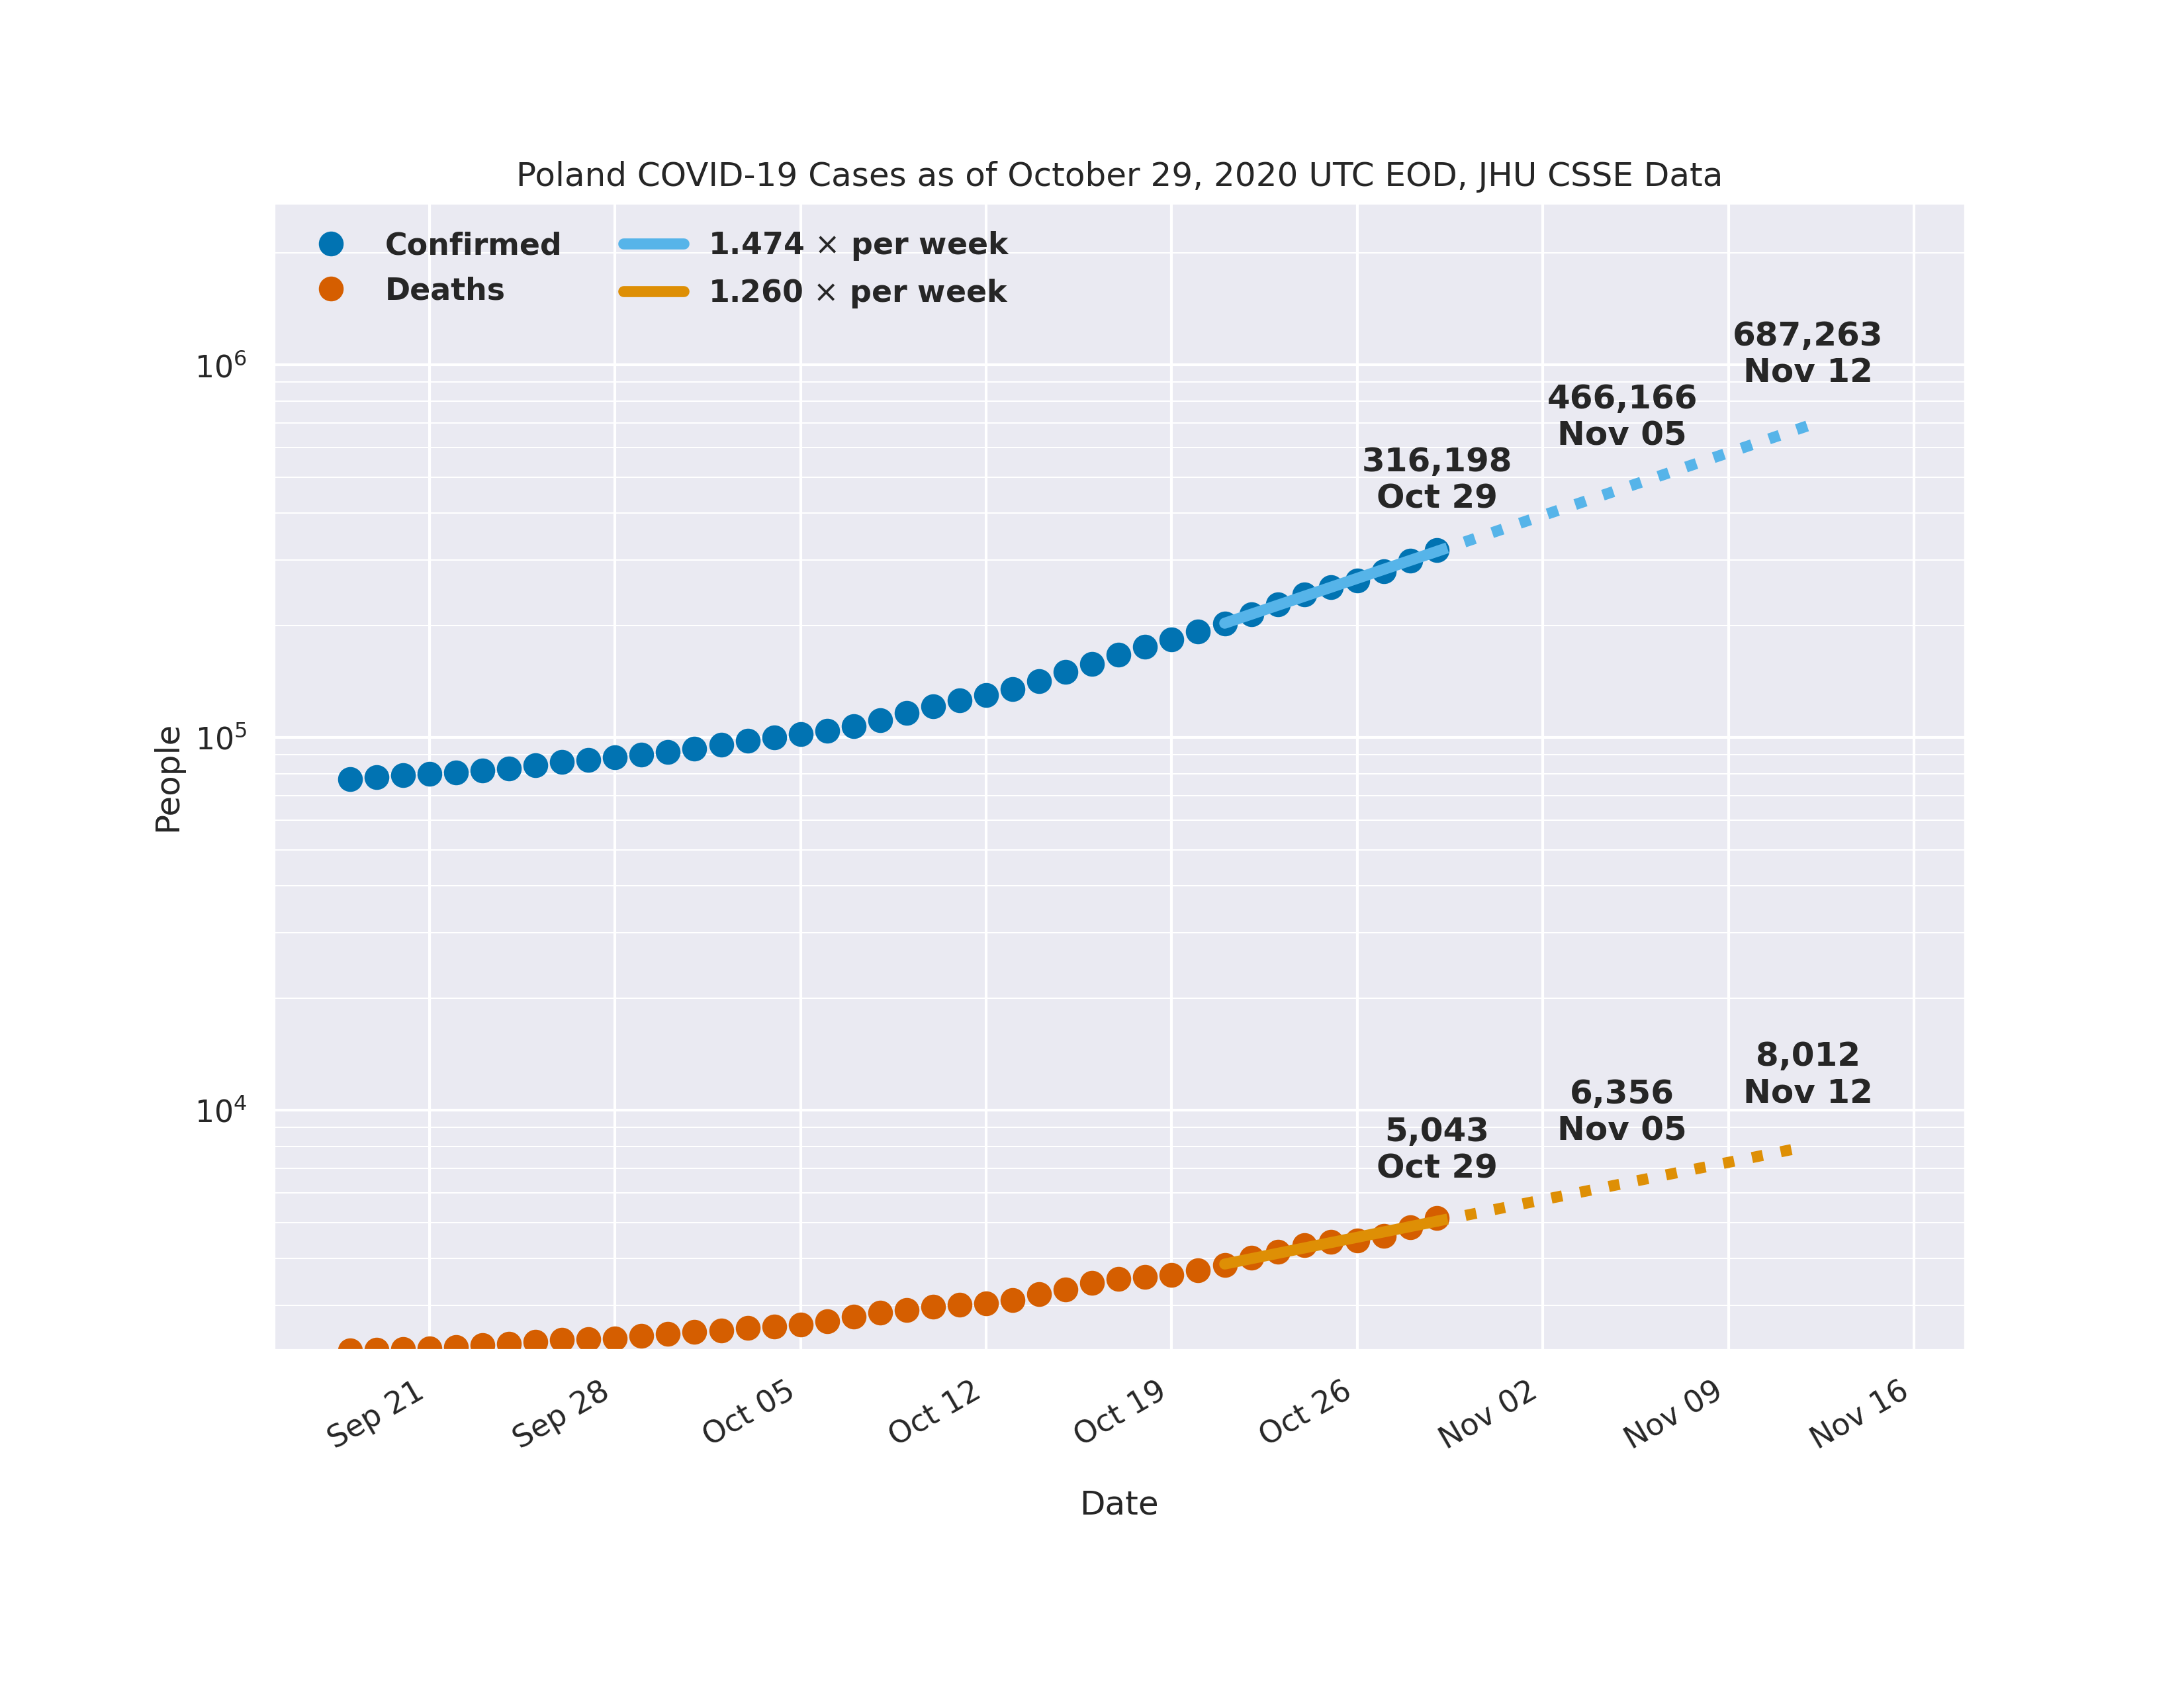 Poland COVID-19 Cases as of October 29, 2020 UTC EOD, JHU CSSE Data
Confirmed
Deaths
1.474 × per week
1.260 × per week
687,263
Nov 12
466,166
Nov 05
316,198
Oct 29
8,012
Nov 12
6,356
Nov 05
5,043
Oct 29
10⁶
10⁵
10⁴
People
Sep 21
Sep 28
Oct 05
Oct 12
Oct 19
Oct 26
Nov 02
Nov 09
Nov 16
Date